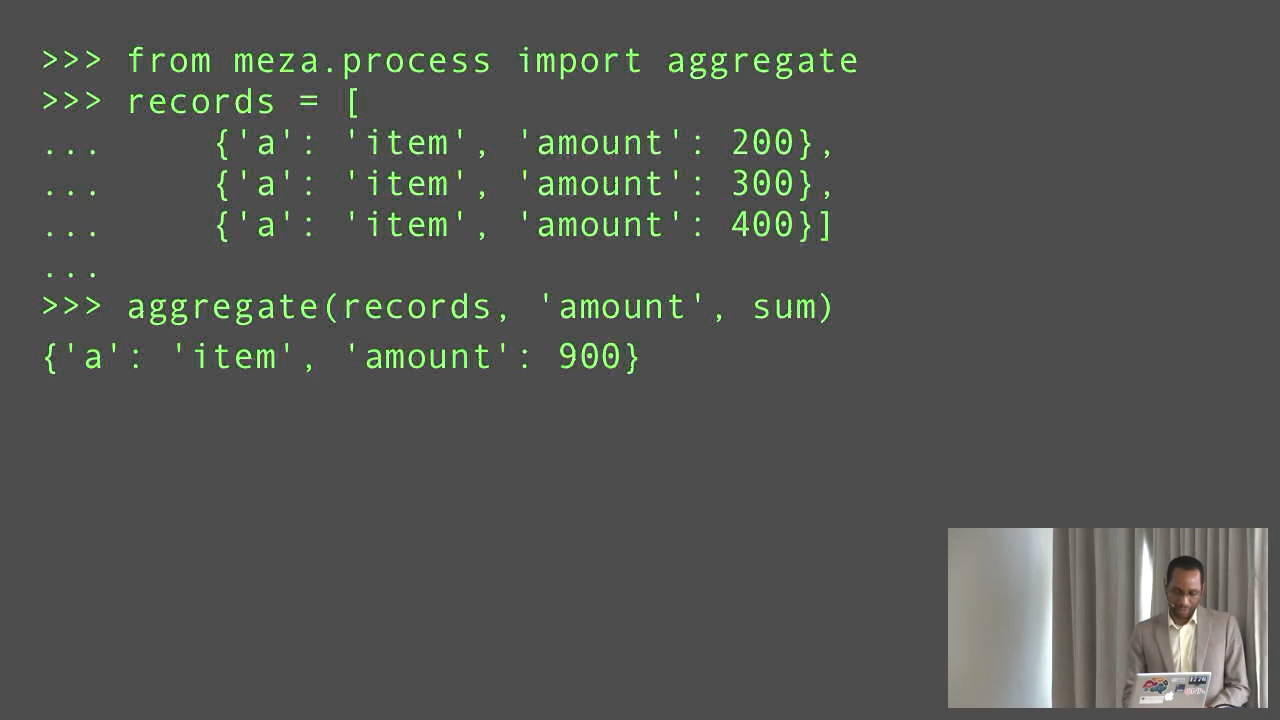 >>> from meza.process import aggregate
>>> records = [
...     {'a': 'item', 'amount': 200},
...     {'a': 'item', 'amount': 300},
...     {'a': 'item', 'amount': 400}]
...
>>> aggregate(records, 'amount', sum)
{'a': 'item', 'amount': 900}